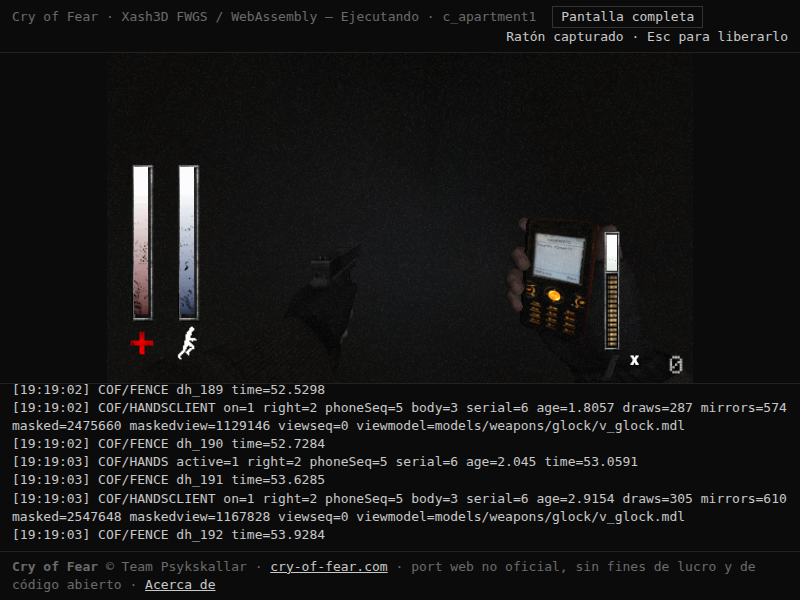 Cry of Fear · Xash3D FWGS / WebAssembly — Ejecutando · c_apartment1
Pantalla completa
Ratón capturado · Esc para liberarlo
x
0
[19:19:02] COF/FENCE dh_189 time=52.5298
[19:19:02] COF/HANDSCLIENT on=1 right=2 phoneSeq=5 body=3 serial=6 age=1.8057 draws=287 mirrors=574
masked=2475660 maskedview=1129146 viewseq=0 viewmodel=models/weapons/glock/v_glock.mdl
[19:19:02] COF/FENCE dh_190 time=52.7284
[19:19:03] COF/HANDS active=1 right=2 phoneSeq=5 serial=6 age=2.045 time=53.0591
[19:19:03] COF/FENCE dh_191 time=53.6285
[19:19:03] COF/HANDSCLIENT on=1 right=2 phoneSeq=5 body=3 serial=6 age=2.9154 draws=305 mirrors=610
masked=2547648 maskedview=1167828 viewseq=0 viewmodel=models/weapons/glock/v_glock.mdl
[19:19:03] COF/FENCE dh_192 time=53.9284
Cry of Fear © Team Psykskallar · cry-of-fear.com · port web no oficial, sin fines de lucro y de
código abierto · Acerca de